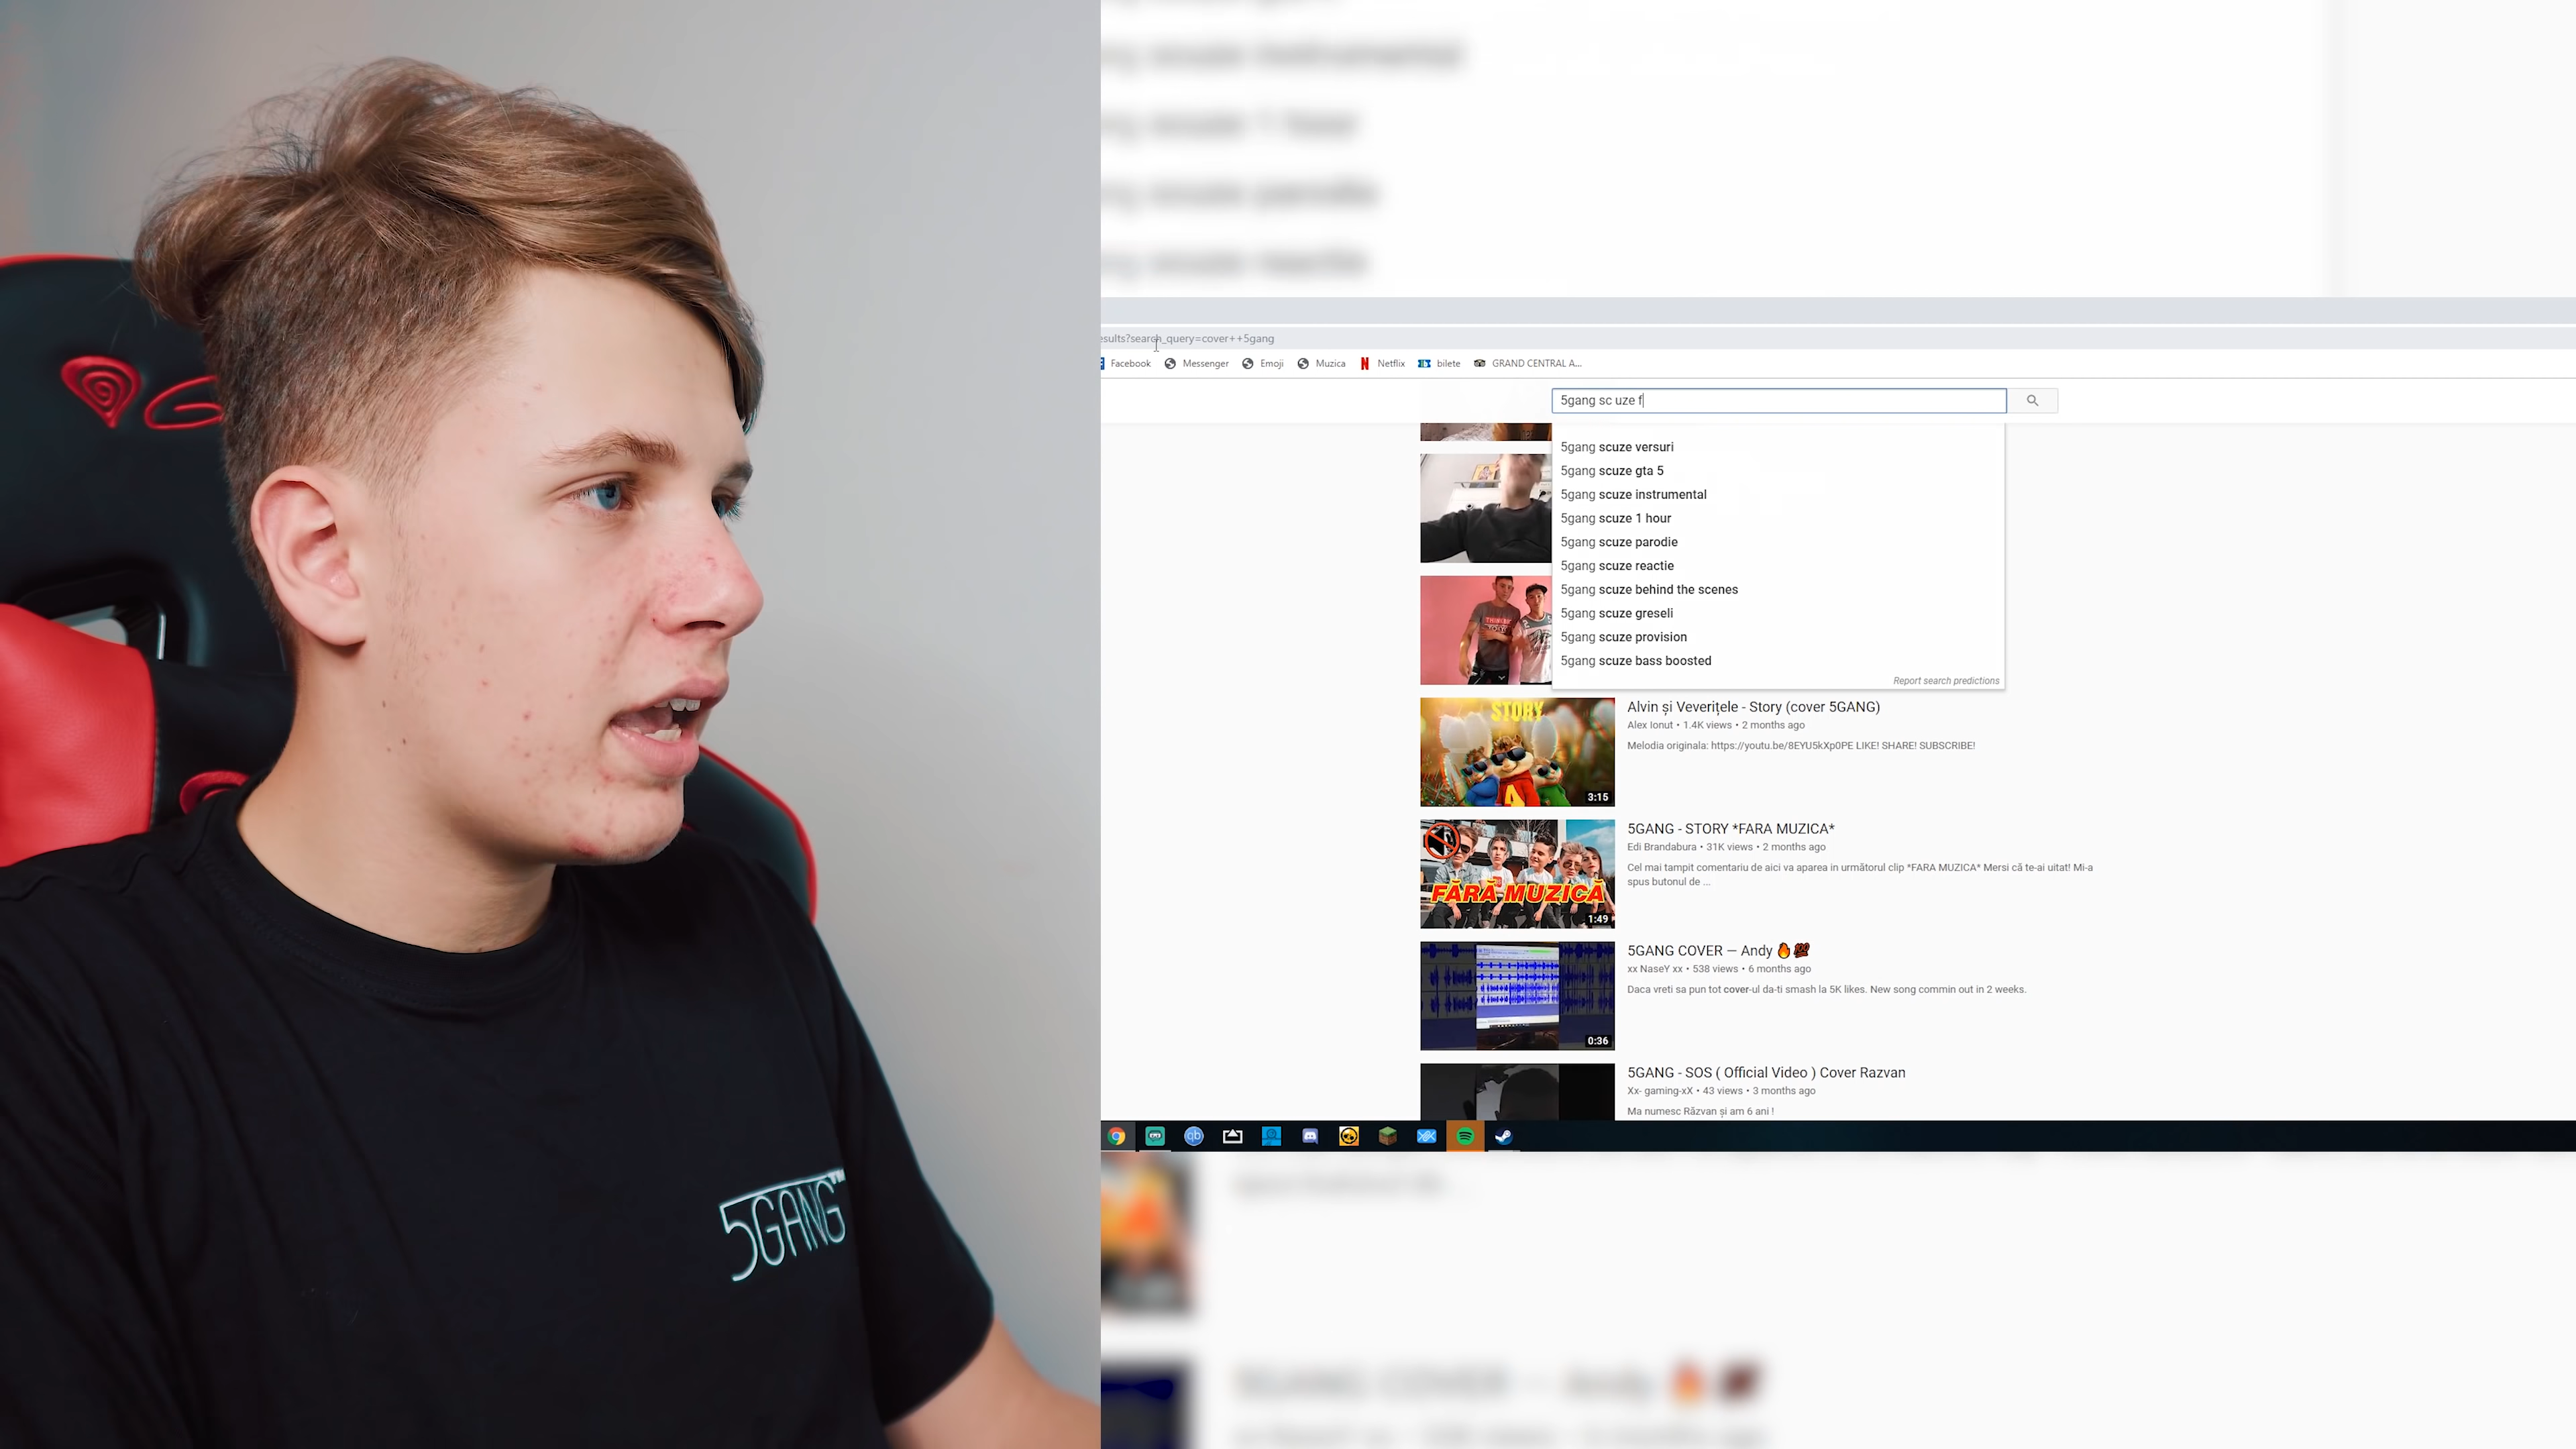 5GANG
esults?search_query=cover++5gang
Facebook Messenger Emoji Muzica Netflix bilete GRAND CENTRAL A...
5gang sc uze f
5gang scuze versuri
5gang scuze gta 5
5gang scuze instrumental
5gang scuze 1 hour
5gang scuze parodie
5gang scuze reactie
5gang scuze behind the scenes
5gang scuze greseli
5gang scuze provision
5gang scuze bass boosted
Report search predictions
STORY
3:15
Alvin și Veverițele - Story (cover 5GANG)
Alex Ionut • 1.4K views • 2 months ago
Melodia originala: https://youtu.be/8EYU5kXp0PE LIKE! SHARE! SUBSCRIBE!
FĂRĂ MUZICĂ
1:49
5GANG - STORY *FARA MUZICA*
Edi Brandabura • 31K views • 2 months ago
Cel mai tampit comentariu de aici va aparea in următorul clip *FARA MUZICA* Mersi că te-ai uitat! Mi-a
spus butonul de ...
0:36
5GANG COVER — Andy 🔥💯
xx NaseY xx • 538 views • 6 months ago
Daca vreti sa pun tot cover-ul da-ti smash la 5K likes. New song commin out in 2 weeks.
5GANG - SOS ( Official Video ) Cover Razvan
Xx- gaming-xX • 43 views • 3 months ago
Ma numesc Răzvan și am 6 ani !
qb